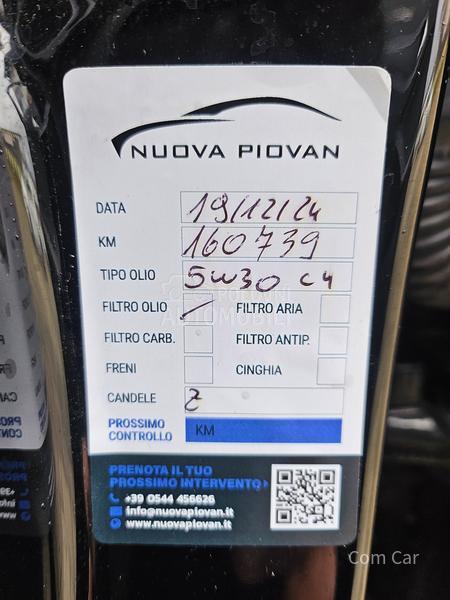 NUOVA PIOVAN
DATA 19/12/24
KM 160739
TIPO OLIO 5W30 C4
FILTRO OLIO FILTRO ARIA
FILTRO CARB. FILTRO ANTIP.
FRENI CINGHIA
CANDELE
PROSSIMO CONTROLLO KM
PRENOTA IL TUO
PROSSIMO INTERVENTO
+39 0544 456626
info@nuovapiovan.it
www.nuovapiovan.it
Com Car